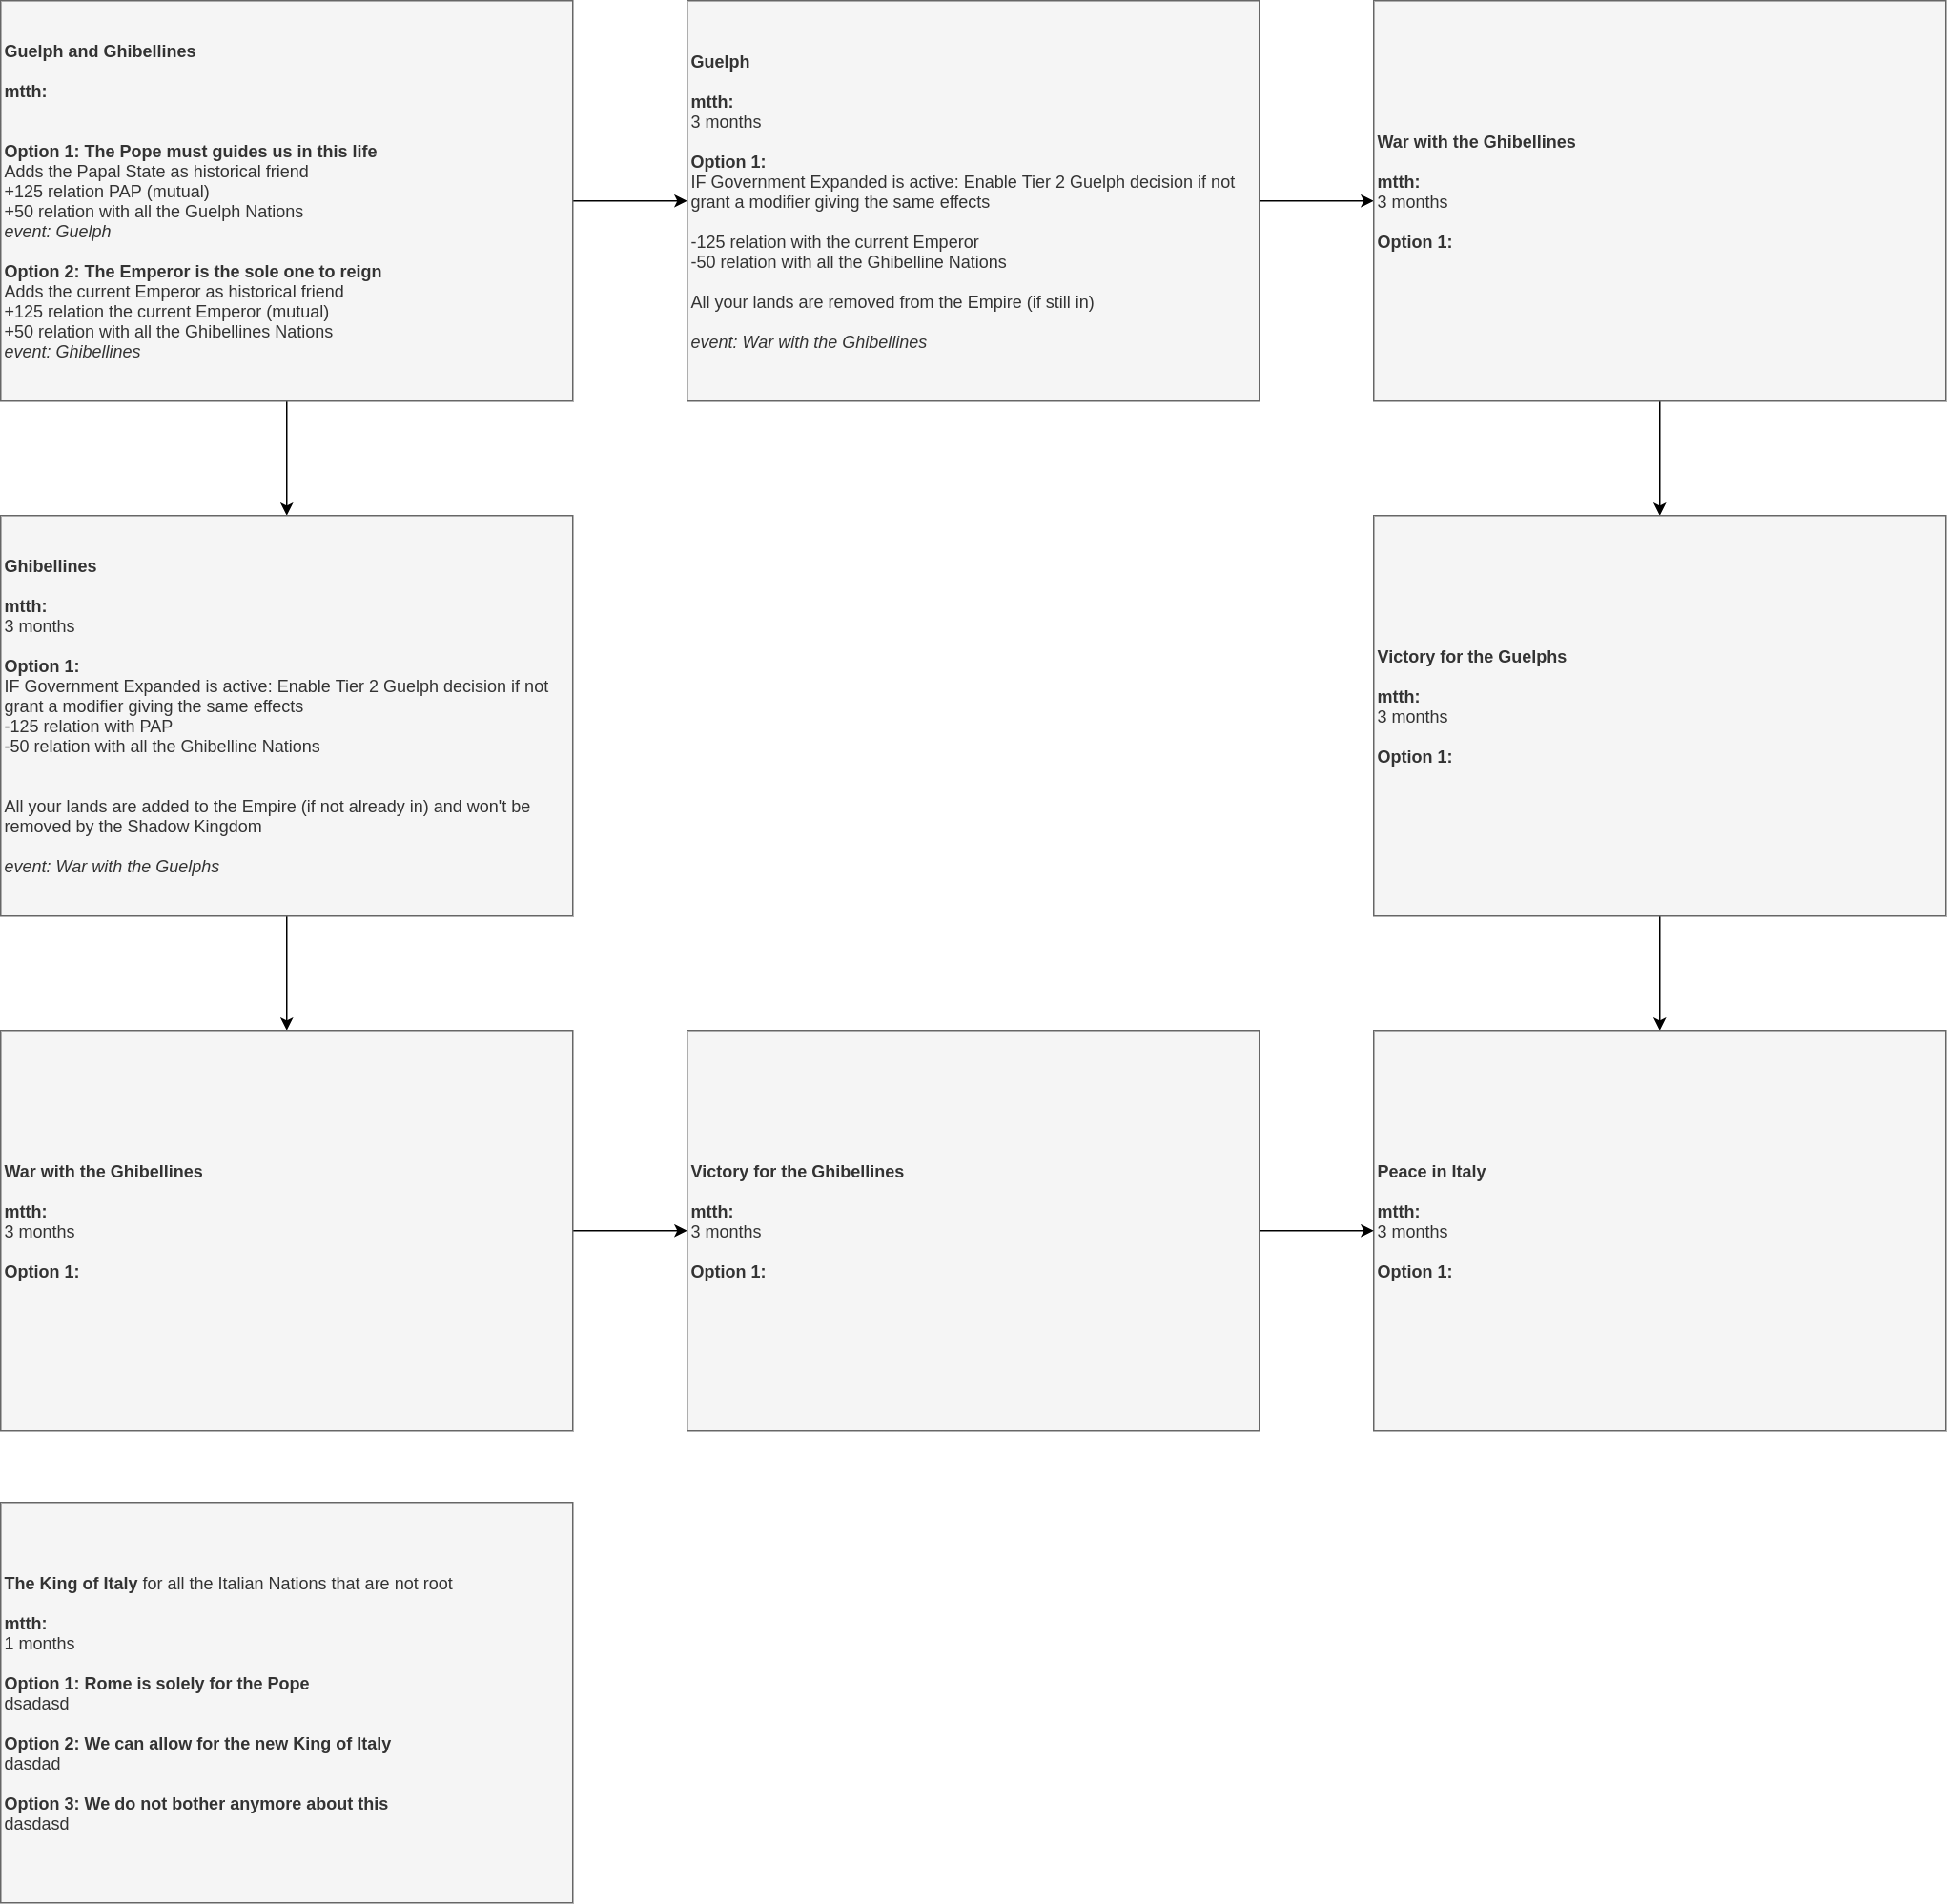 Guelph and Ghibellines
mtth:
Option 1: The Pope must guides us in this life
Adds the Papal State as historical friend
+125 relation PAP (mutual)
+50 relation with all the Guelph Nations
event: Guelph
Option 2: The Emperor is the sole one to reign
Adds the current Emperor as historical friend
+125 relation the current Emperor (mutual)
+50 relation with all the Ghibellines Nations
event: Ghibellines
Guelph
mtth:
3 months
Option 1:
IF Government Expanded is active: Enable Tier 2 Guelph decision if not
grant a modifier giving the same effects
-125 relation with the current Emperor
-50 relation with all the Ghibelline Nations
All your lands are removed from the Empire (if still in)
event: War with the Ghibellines
War with the Ghibellines
mtth:
3 months
Option 1:
Ghibellines
mtth:
3 months
Option 1:
IF Government Expanded is active: Enable Tier 2 Guelph decision if not
grant a modifier giving the same effects
-125 relation with PAP
-50 relation with all the Ghibelline Nations
All your lands are added to the Empire (if not already in) and won't be
removed by the Shadow Kingdom
event: War with the Guelphs
Victory for the Guelphs
mtth:
3 months
Option 1:
War with the Ghibellines
mtth:
3 months
Option 1:
Victory for the Ghibellines
mtth:
3 months
Option 1:
Peace in Italy
mtth:
3 months
Option 1:
The King of Italy for all the Italian Nations that are not root
mtth:
1 months
Option 1: Rome is solely for the Pope
dsadasd
Option 2: We can allow for the new King of Italy
dasdad
Option 3: We do not bother anymore about this
dasdasd